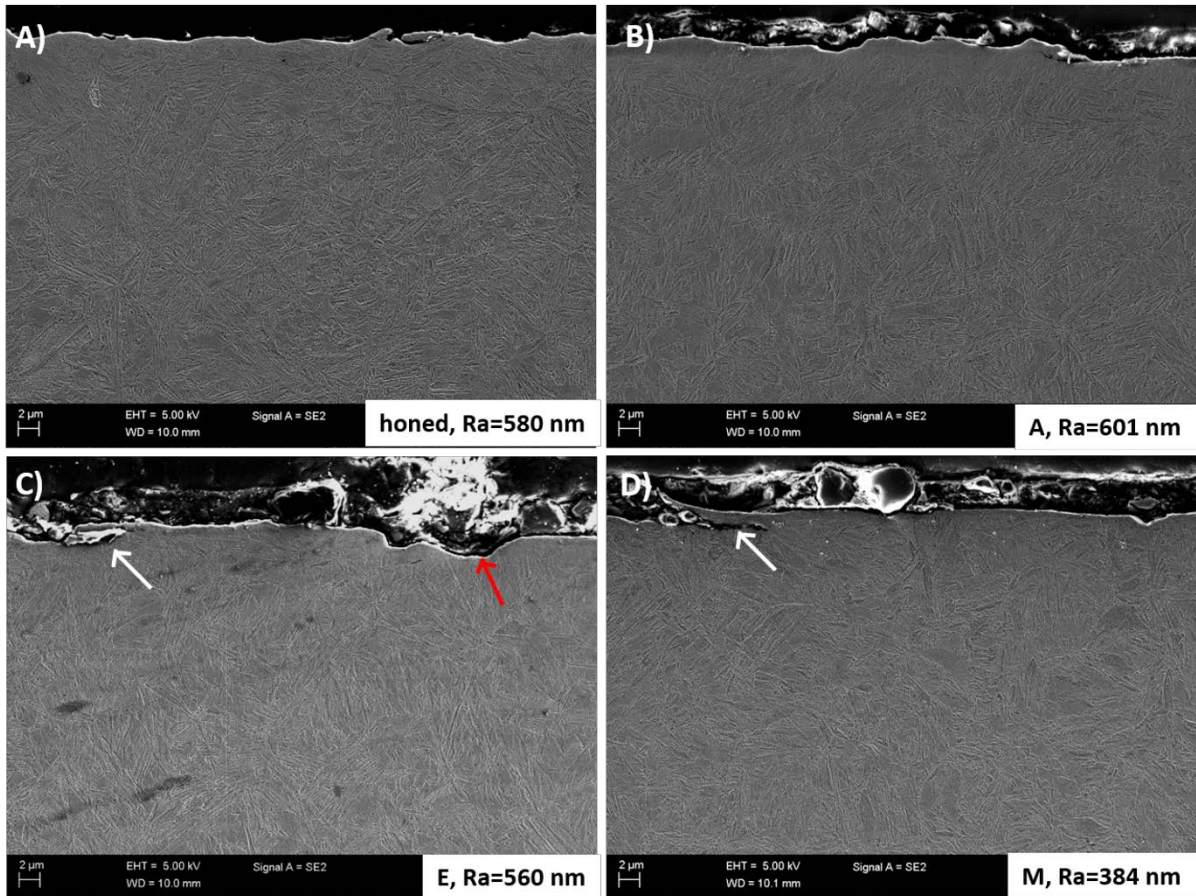 A)
2 µm
EHT = 5.00 kV
WD = 10.0 mm
Signal A = SE2
honed, Ra=580 nm
B)
2 µm
EHT = 5.00 kV
WD = 10.0 mm
Signal A = SE2
A, Ra=601 nm
C)
2 µm
EHT = 5.00 kV
WD = 10.0 mm
Signal A = SE2
E, Ra=560 nm
D)
2 µm
EHT = 5.00 kV
WD = 10.1 mm
Signal A = SE2
M, Ra=384 nm